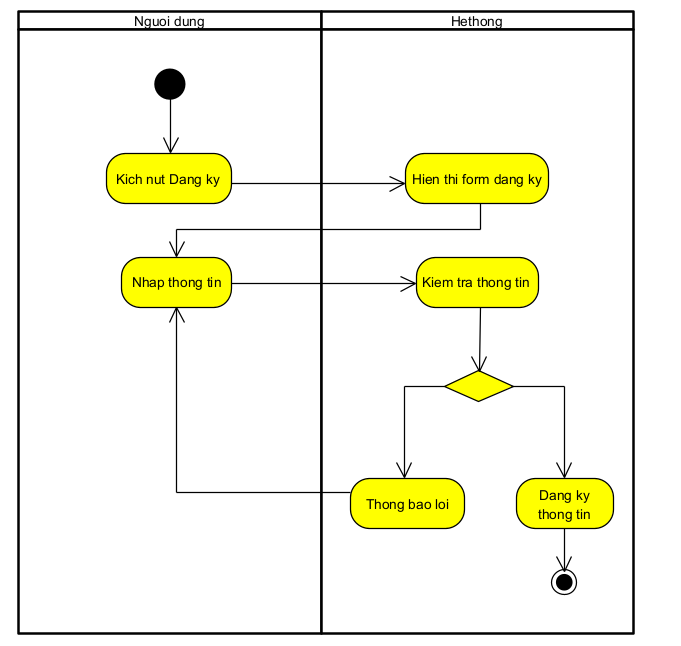 Nguoi dung
Hethong
Kich nut Dang ky
Hien thi form dang ky
Nhap thong tin
Kiem tra thong tin
Thong bao loi
Dang ky
thong tin